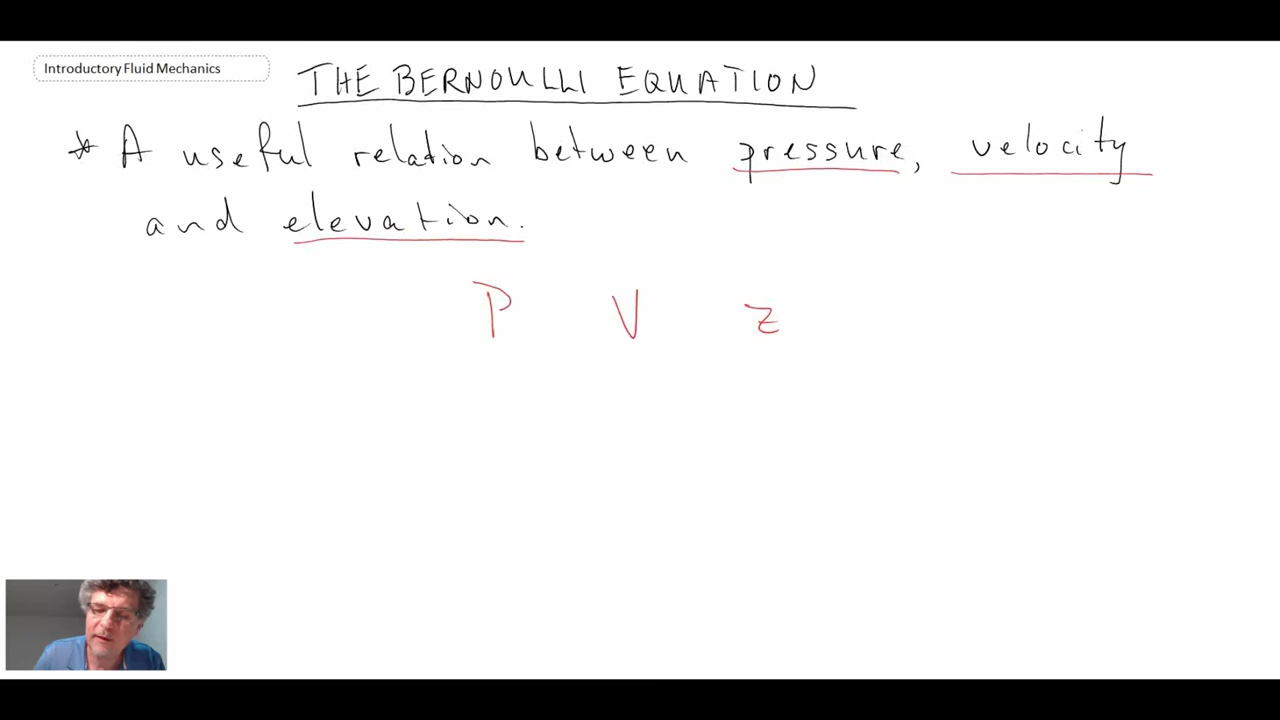 Introductory Fluid Mechanics
THE BERNOULLI EQUATION
* A useful relation between pressure, velocity
and elevation.
P V z